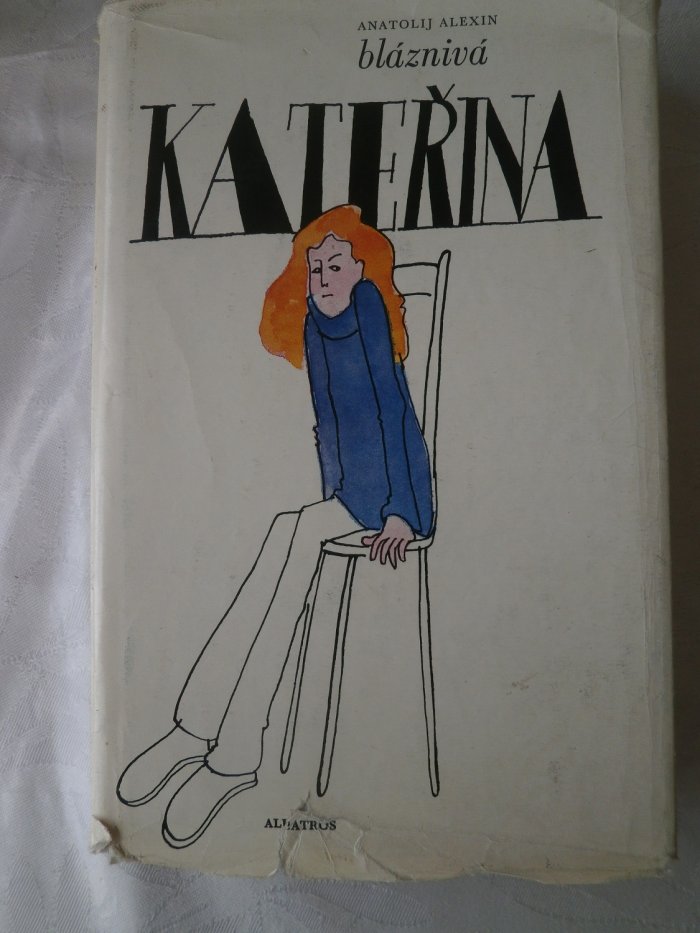 ANATOLIJ ALEXIN
bláznivá
KATEŘINA
ALBATROS